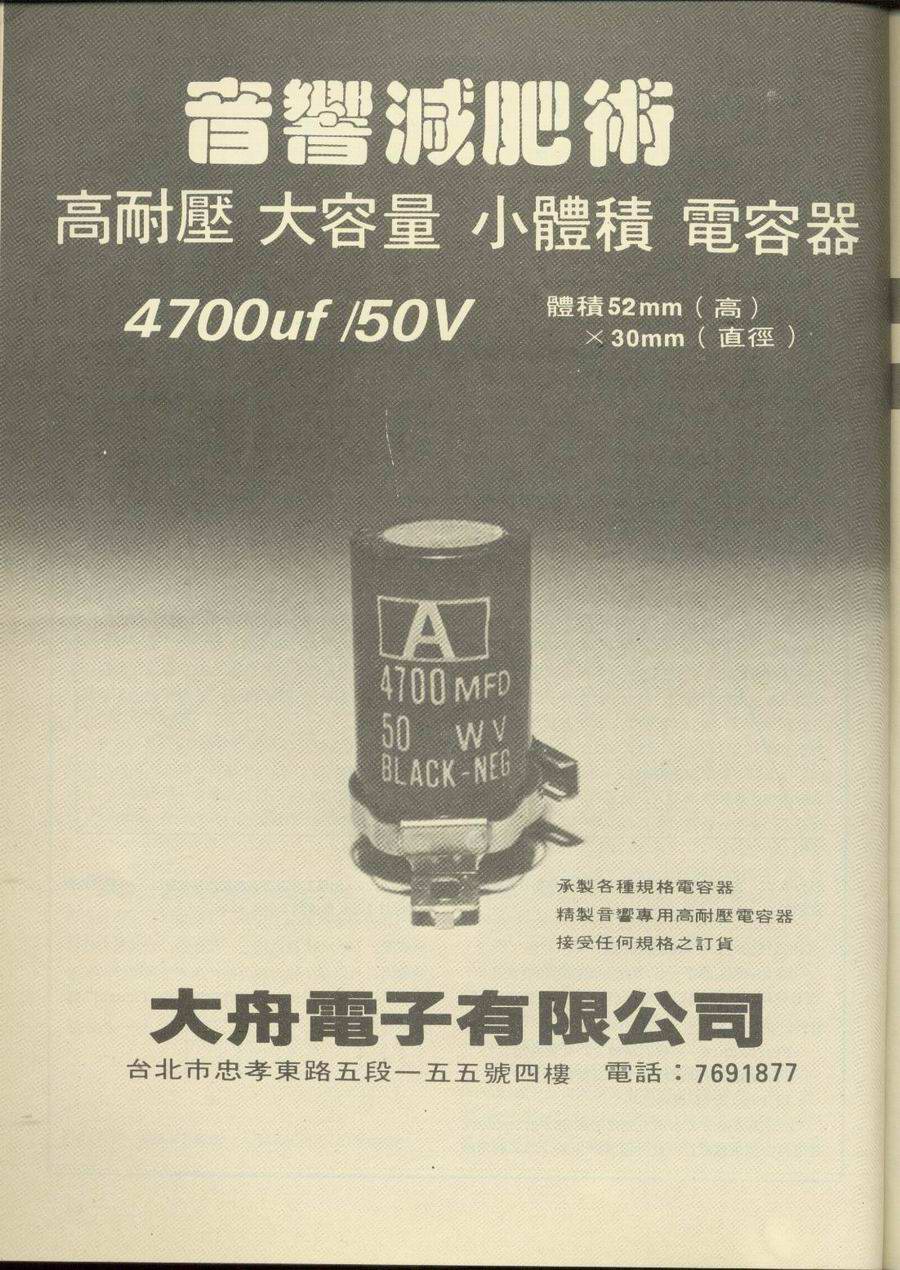 音響減肥術
高耐壓 大容量 小體積 電容器
4700uf /50V
體積52mm（高）
×30mm（直徑）
A
4700 MFD
50 WV
BLACK-NEG
承製各種規格電容器
精製音響專用高耐壓電容器
接受任何規格之訂貨
大舟電子有限公司
台北市忠孝東路五段一五五號四樓 電話：7691877